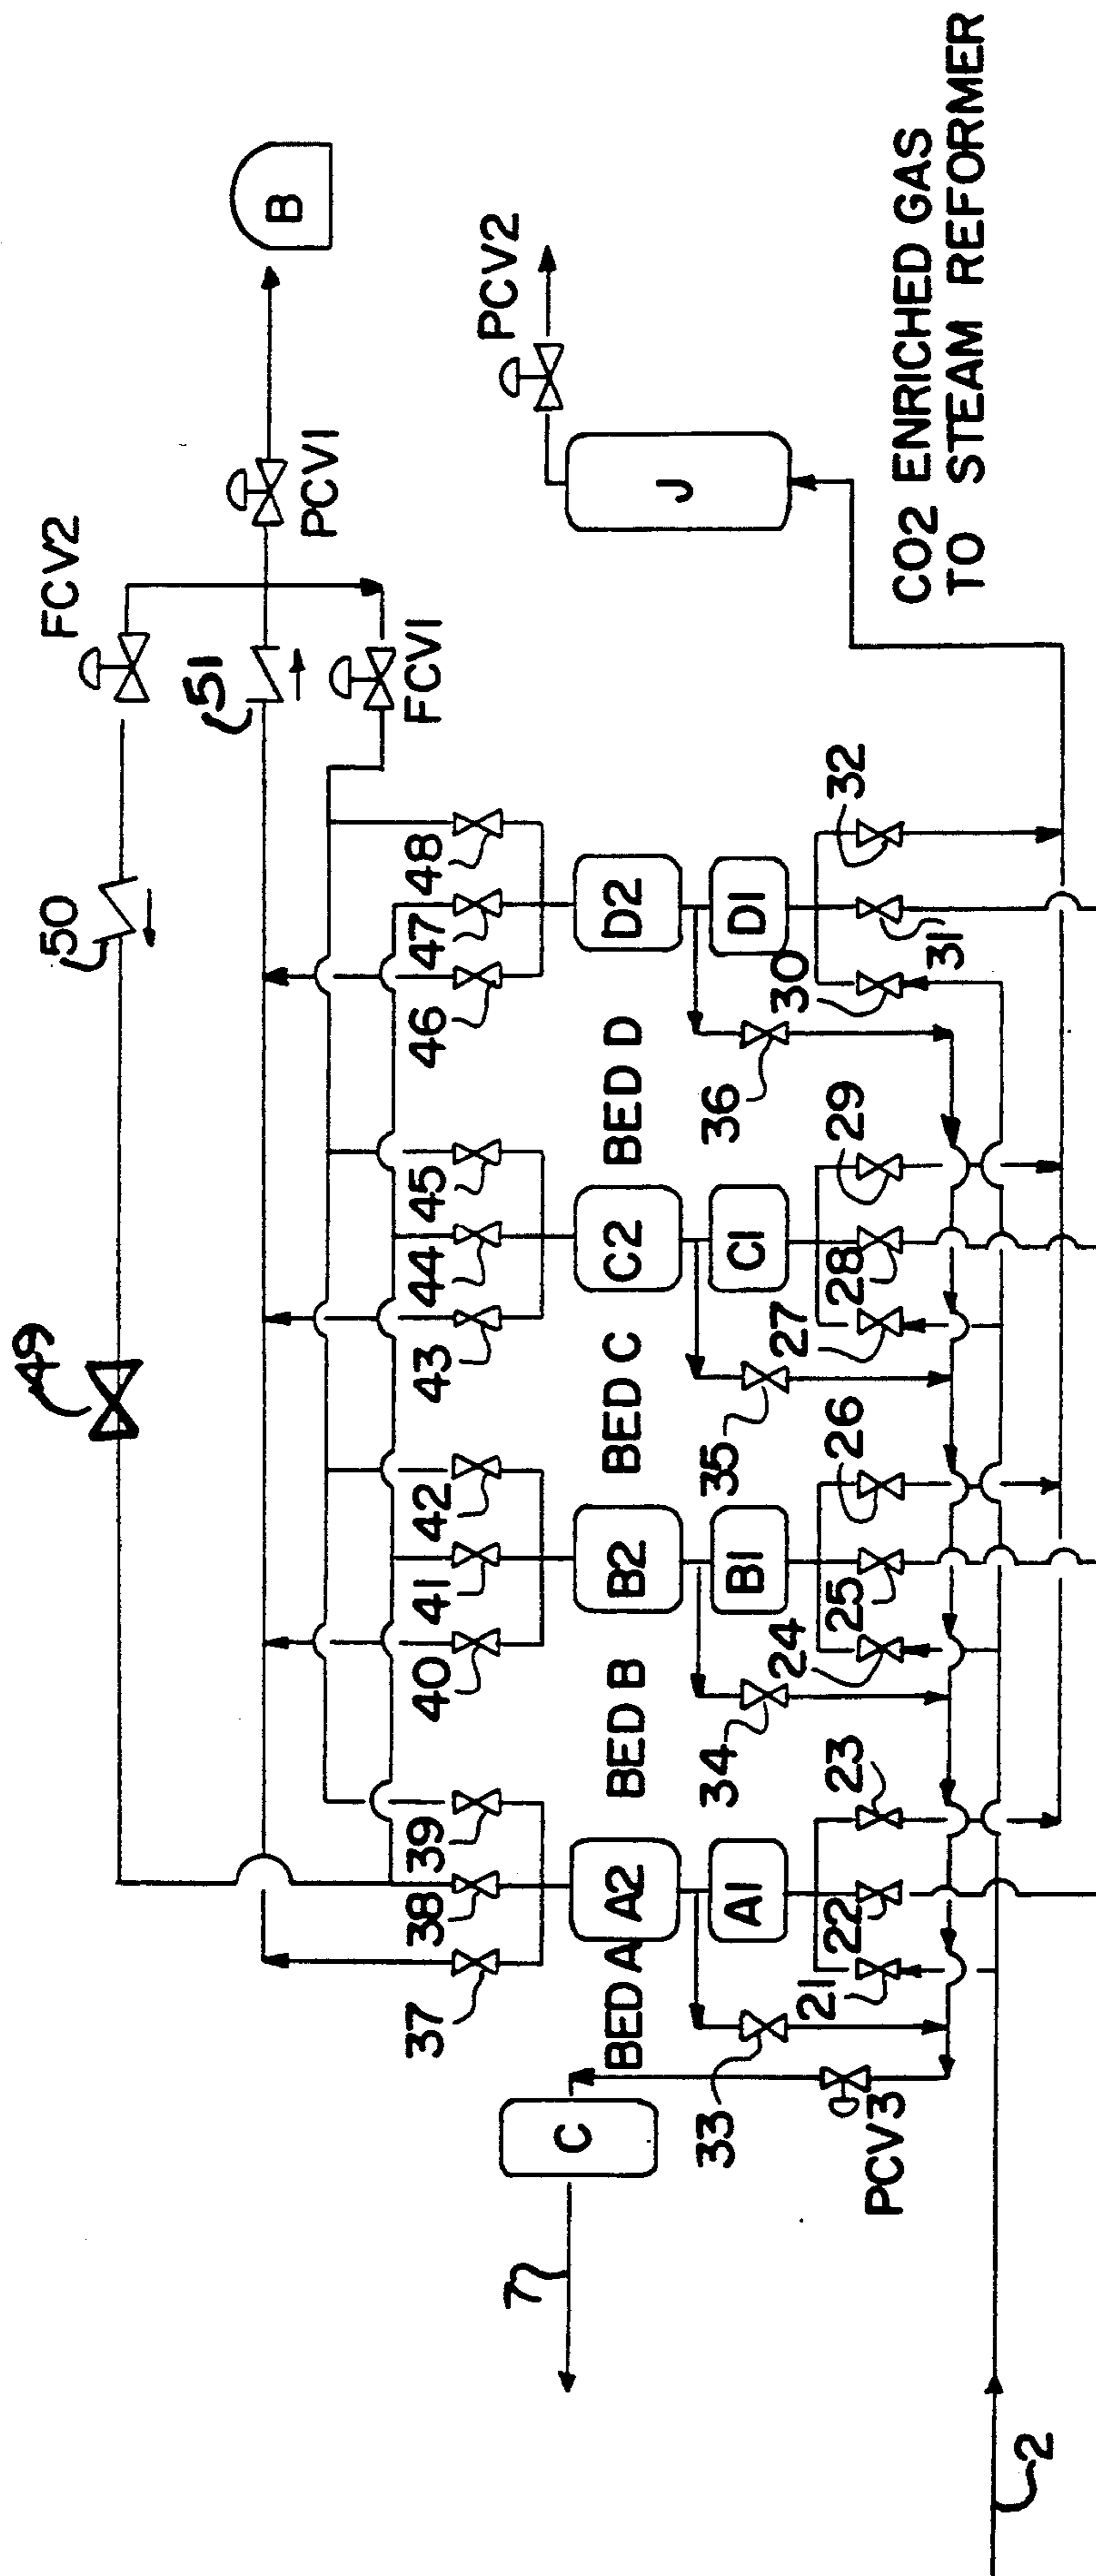 49
50
FCV2
51
PCV1
B
FCV1
PCV2
J
37
38
39
40
41
42
43
44
45
46
47
48
C
7
BED A
A2
BED B
B2
BED C
C2
BED D
D2
A1
B1
C1
D1
33
34
35
36
PCV3
21
22
23
24
25
26
27
28
29
30
31
32
CO2 ENRICHED GAS
TO STEAM REFORMER
2